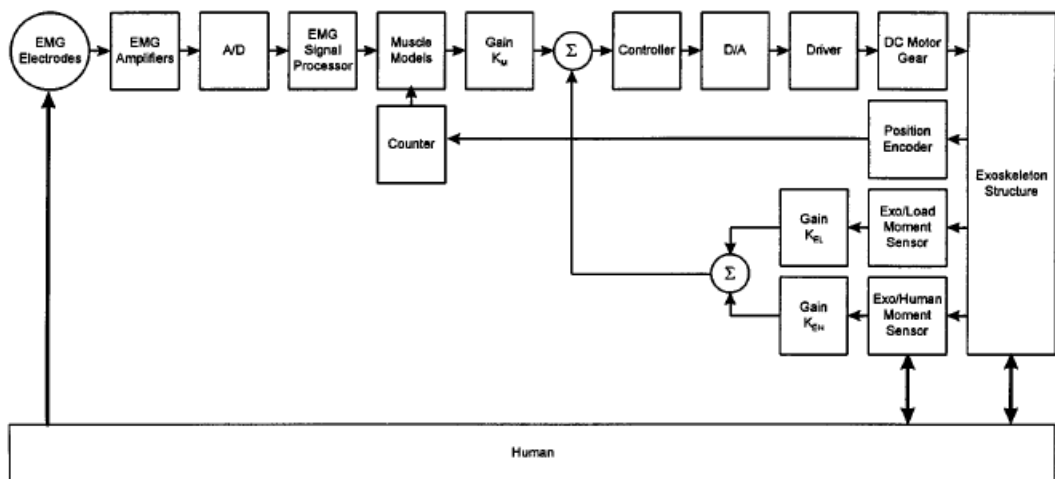 EMG
Electrodes
EMG
Amplifiers
A/D
EMG
Signal
Processor
Muscle
Models
Gain
K_M
Σ
Controller
D/A
Driver
DC Motor
Gear
Counter
Position
Encoder
Exoskeleton
Structure
Gain
K_EL
Exo/Load
Moment
Sensor
Σ
Gain
K_EH
Exo/Human
Moment
Sensor
Human